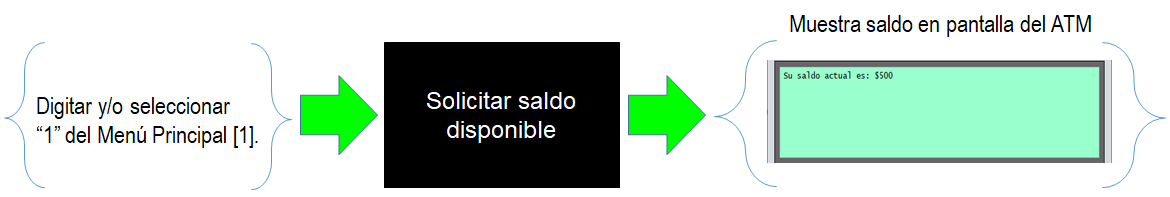 Digitar y/o seleccionar
“1” del Menú Principal [1].
Solicitar saldo
disponible
Muestra saldo en pantalla del ATM
Su saldo actual es: $500